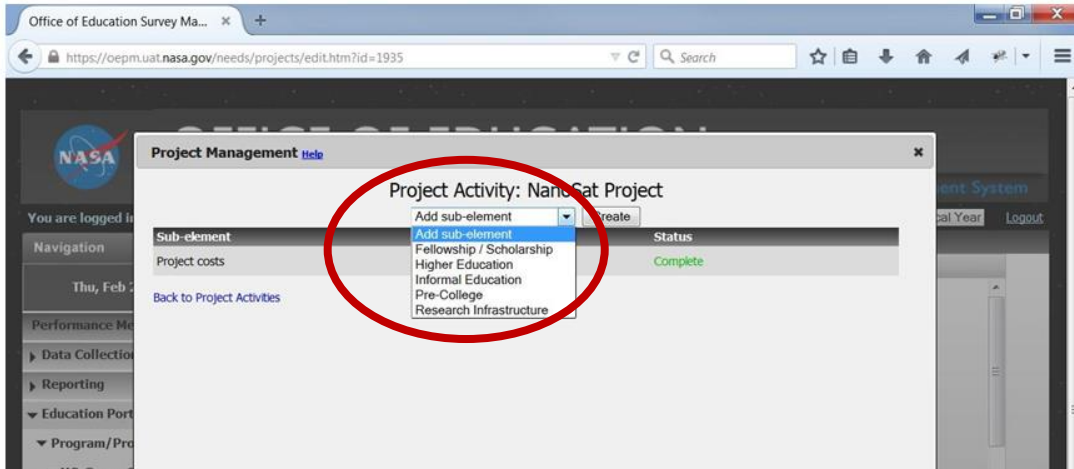 Office of Education Survey Ma...
https://oepm.uat.nasa.gov/needs/projects/edit.htm?id=1935
Search
NASA
Project Management Help
Project Activity: NanoSat Project
ent System
You are logged i
Add sub-element
Create
cal Year
Logout
Navigation
Sub-element
Status
Add sub-element
Fellowship / Scholarship
Higher Education
Informal Education
Pre-College
Research Infrastructure
Project costs
Complete
Thu, Feb 2
Back to Project Activities
Performance Me
Data Collection
Reporting
Education Port
Program/Pro